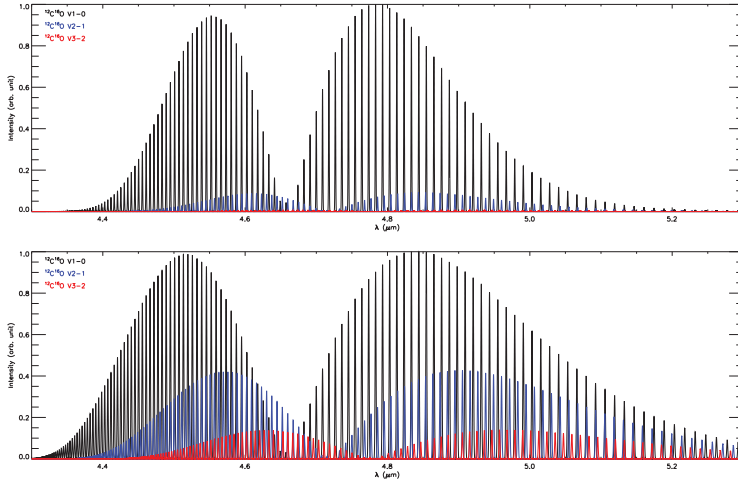 ¹²C¹⁶O V1-0
¹²C¹⁶O V2-1
¹²C¹⁶O V3-2
Intensity (arb. unit)
1.0
0.8
0.6
0.4
0.2
0.0
4.4 4.6 4.8 5.0 5.2
λ (μm)
¹²C¹⁶O V1-0
¹²C¹⁶O V2-1
¹²C¹⁶O V3-2
Intensity (arb. unit)
1.0
0.8
0.6
0.4
0.2
0.0
4.4 4.6 4.8 5.0 5.2
λ (μm)